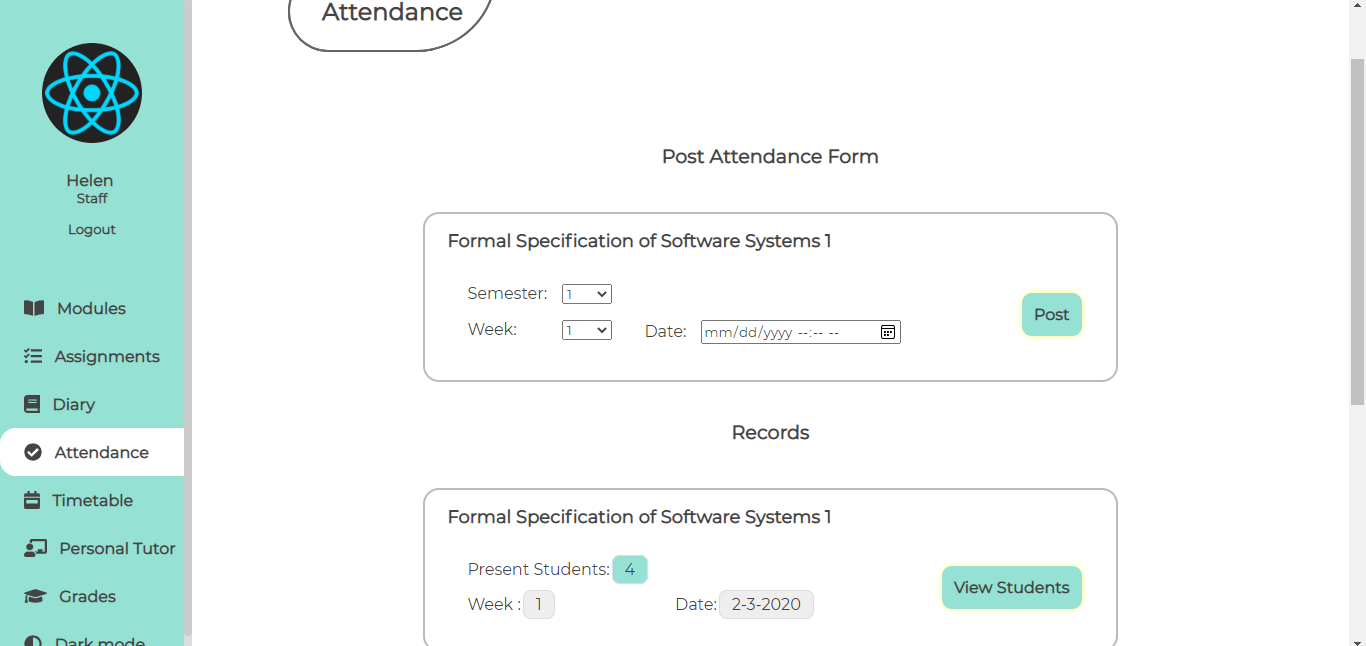 Attendance
Helen
Staff
Logout
Modules
Assignments
Diary
Attendance
Timetable
Personal Tutor
Grades
Dark mode
Post Attendance Form
Formal Specification of Software Systems 1
Semester: 1
Week: 1 Date: mm/dd/yyyy --:-- --
Post
Records
Formal Specification of Software Systems 1
Present Students: 4
Week : 1 Date: 2-3-2020
View Students